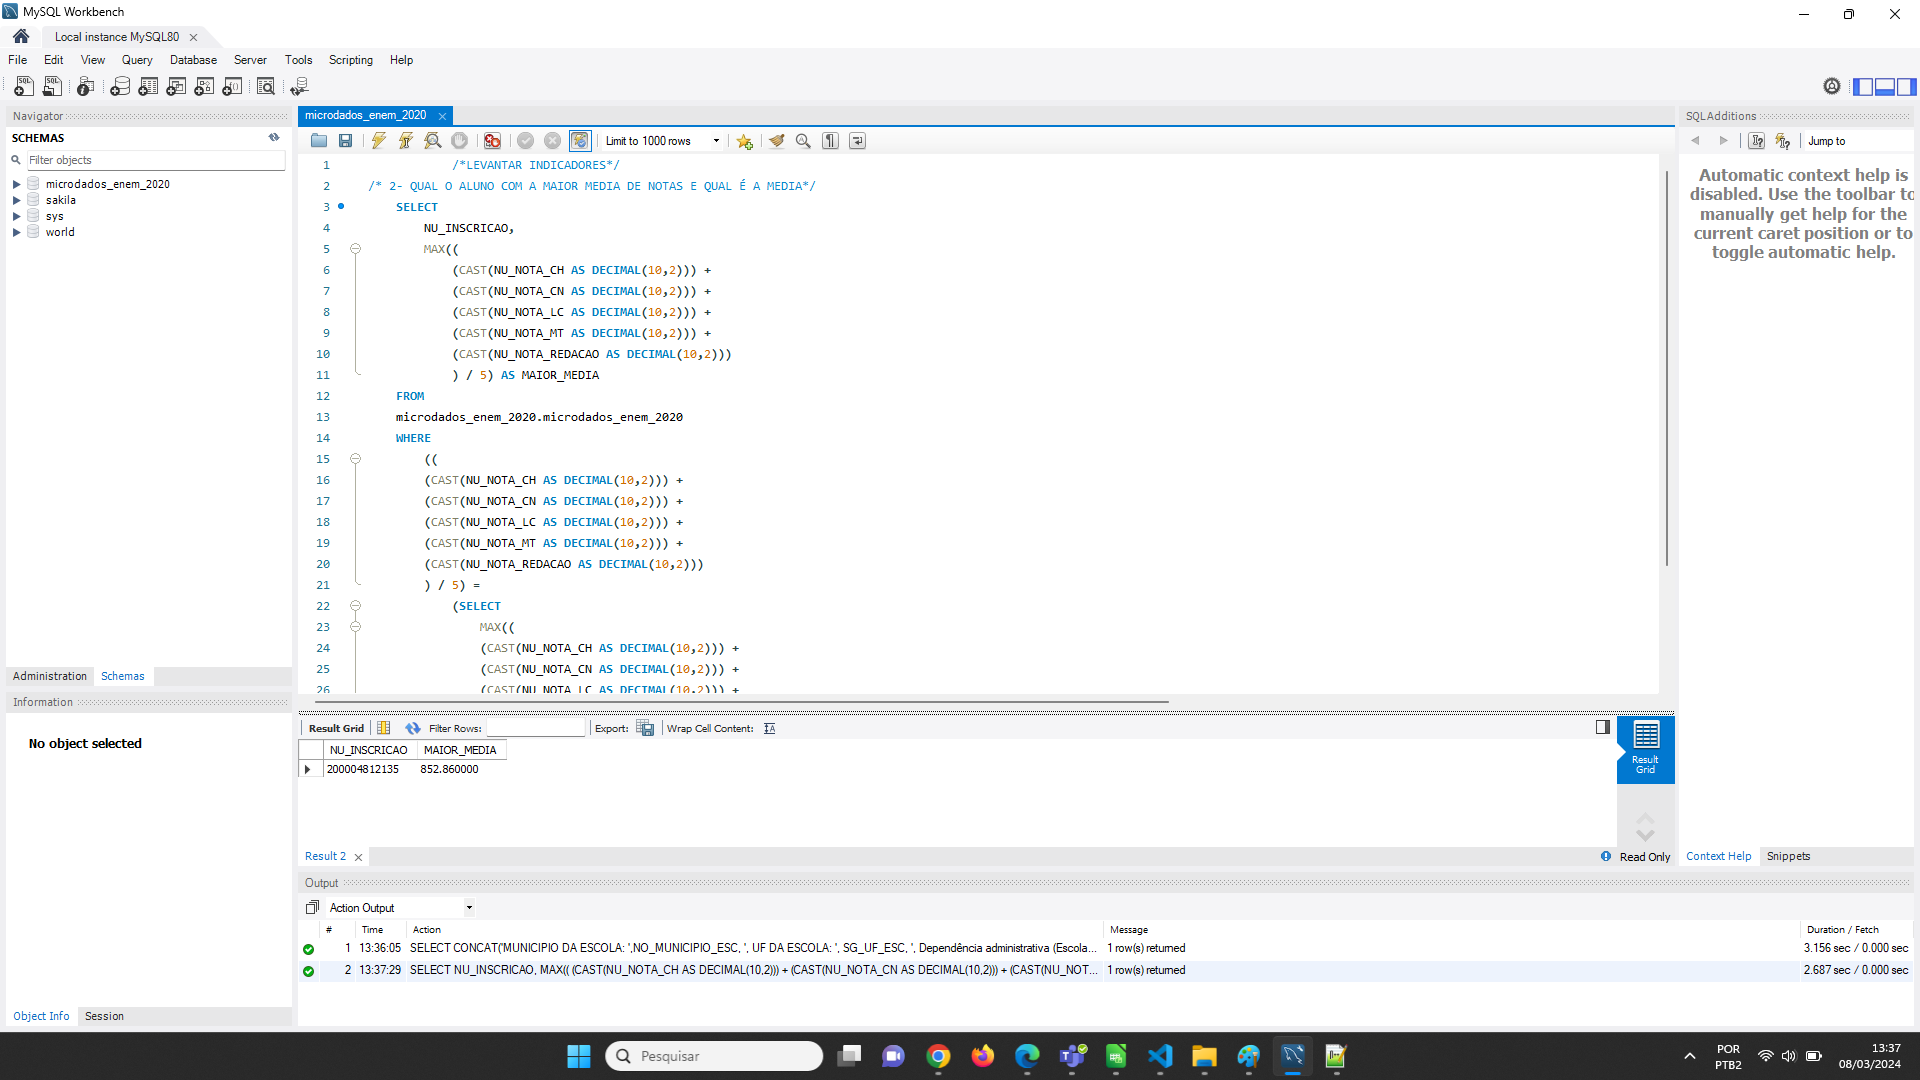 MySQL Workbench
Local instance MySQL80
File Edit View Query Database Server Tools Scripting Help
Navigator
SCHEMAS
Filter objects
microdados_enem_2020
sakila
sys
world
Administration Schemas
Information
No object selected
Object Info Session
microdados_enem_2020
Limit to 1000 rows
1 /*LEVANTAR INDICADORES*/
2 /* 2- QUAL O ALUNO COM A MAIOR MEDIA DE NOTAS E QUAL É A MEDIA*/
3 SELECT
4 NU_INSCRICAO,
5 MAX((
6 (CAST(NU_NOTA_CH AS DECIMAL(10,2))) +
7 (CAST(NU_NOTA_CN AS DECIMAL(10,2))) +
8 (CAST(NU_NOTA_LC AS DECIMAL(10,2))) +
9 (CAST(NU_NOTA_MT AS DECIMAL(10,2))) +
10 (CAST(NU_NOTA_REDACAO AS DECIMAL(10,2)))
11 ) / 5) AS MAIOR_MEDIA
12 FROM
13 microdados_enem_2020.microdados_enem_2020
14 WHERE
15 ((
16 (CAST(NU_NOTA_CH AS DECIMAL(10,2))) +
17 (CAST(NU_NOTA_CN AS DECIMAL(10,2))) +
18 (CAST(NU_NOTA_LC AS DECIMAL(10,2))) +
19 (CAST(NU_NOTA_MT AS DECIMAL(10,2))) +
20 (CAST(NU_NOTA_REDACAO AS DECIMAL(10,2)))
21 ) / 5) =
22 (SELECT
23 MAX((
24 (CAST(NU_NOTA_CH AS DECIMAL(10,2))) +
25 (CAST(NU_NOTA_CN AS DECIMAL(10,2))) +
26 (CAST(NU_NOTA_LC AS DECIMAL(10,2))) +
Result Grid Filter Rows: Export: Wrap Cell Content:
NU_INSCRICAO MAIOR_MEDIA
200004812135 852.860000
Result
Grid
Result 2
Read Only
SQLAdditions
Jump to
Automatic context help is
disabled. Use the toolbar to
manually get help for the
current caret position or to
toggle automatic help.
Context Help Snippets
Output
Action Output
# Time Action Message Duration / Fetch
1 13:36:05 SELECT CONCAT('MUNICIPIO DA ESCOLA: ',NO_MUNICIPIO_ESC, ', UF DA ESCOLA: ', SG_UF_ESC, ', Dependência administrativa (Escola... 1 row(s) returned 3.156 sec / 0.000 sec
2 13:37:29 SELECT NU_INSCRICAO, MAX(( (CAST(NU_NOTA_CH AS DECIMAL(10,2))) + (CAST(NU_NOTA_CN AS DECIMAL(10,2))) + (CAST(NU_NOT... 1 row(s) returned 2.687 sec / 0.000 sec
Pesquisar
POR
PTB2
13:37
08/03/2024